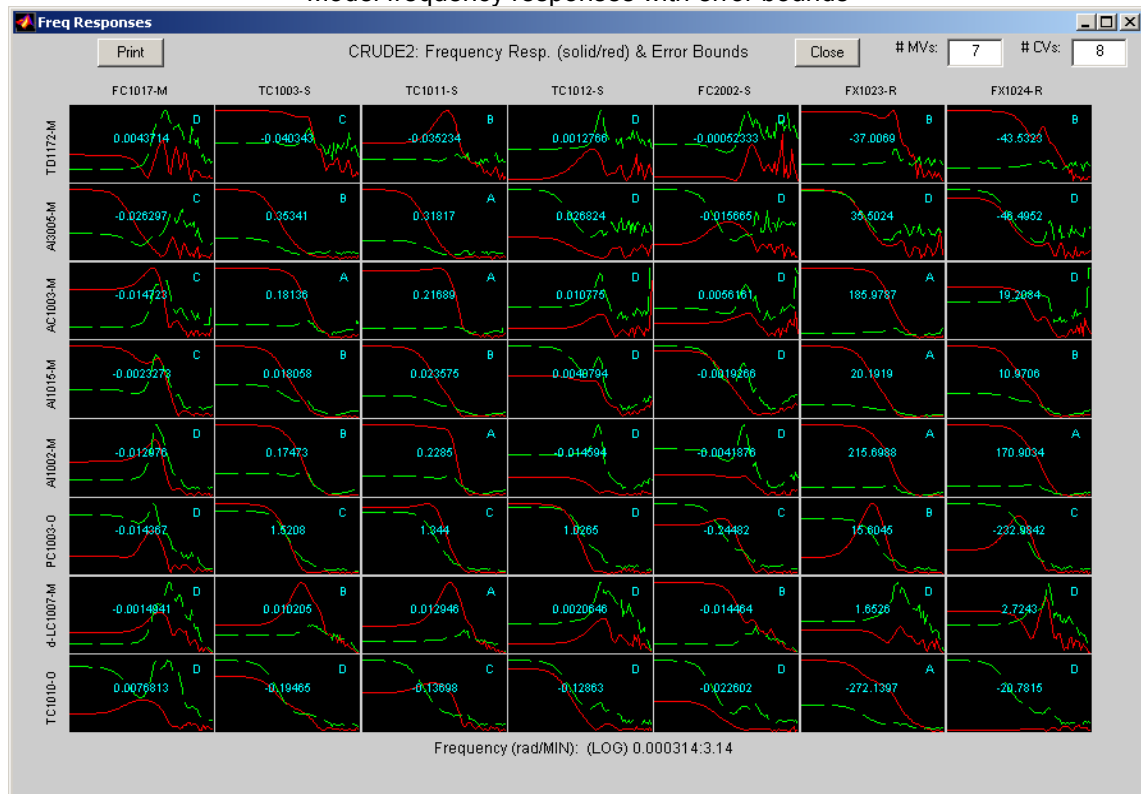 Model frequency responses with error bounds
Freq Responses
Print CRUDE2: Frequency Resp. (solid/red) & Error Bounds Close # MVs: 7 # CVs: 8
FC1017-M TC1003-S TC1011-S TC1012-S FC2002-S FX1023-R FX1024-R
TD1172-M
D C B D D B B
0.0043714 -0.040343 -0.035234 0.0012766 -0.00052333 -37.0069 -43.5325
AI3005-M
C B A D D D D
-0.026297 0.35341 0.31817 0.026824 -0.015665 35.5024 -46.4952
AC1003-M
C A A D D A D
-0.014723 0.18136 0.21689 0.010775 0.0056161 185.9787 19.2084
AI1015-M
C B B D D A B
-0.0023273 0.018058 0.023575 0.0049794 -0.0019266 20.1919 10.9706
AI1002-M
D B A D D A A
-0.012976 0.17473 0.2285 -0.014594 -0.0041876 215.6988 170.9034
PC1003-O
D C C D C B C
-0.014367 1.5208 1.344 1.0265 -0.24482 15.6045 -232.9842
d-LC1007-M
D B A D B D D
-0.0014941 0.010205 0.012946 0.0020646 -0.014464 1.6526 2.7243
TC1010-O
D D C D D A D
0.0076813 -0.19465 -0.13698 -0.12863 -0.022602 -272.1397 -20.7815
Frequency (rad/MIN): (LOG) 0.000314:3.14